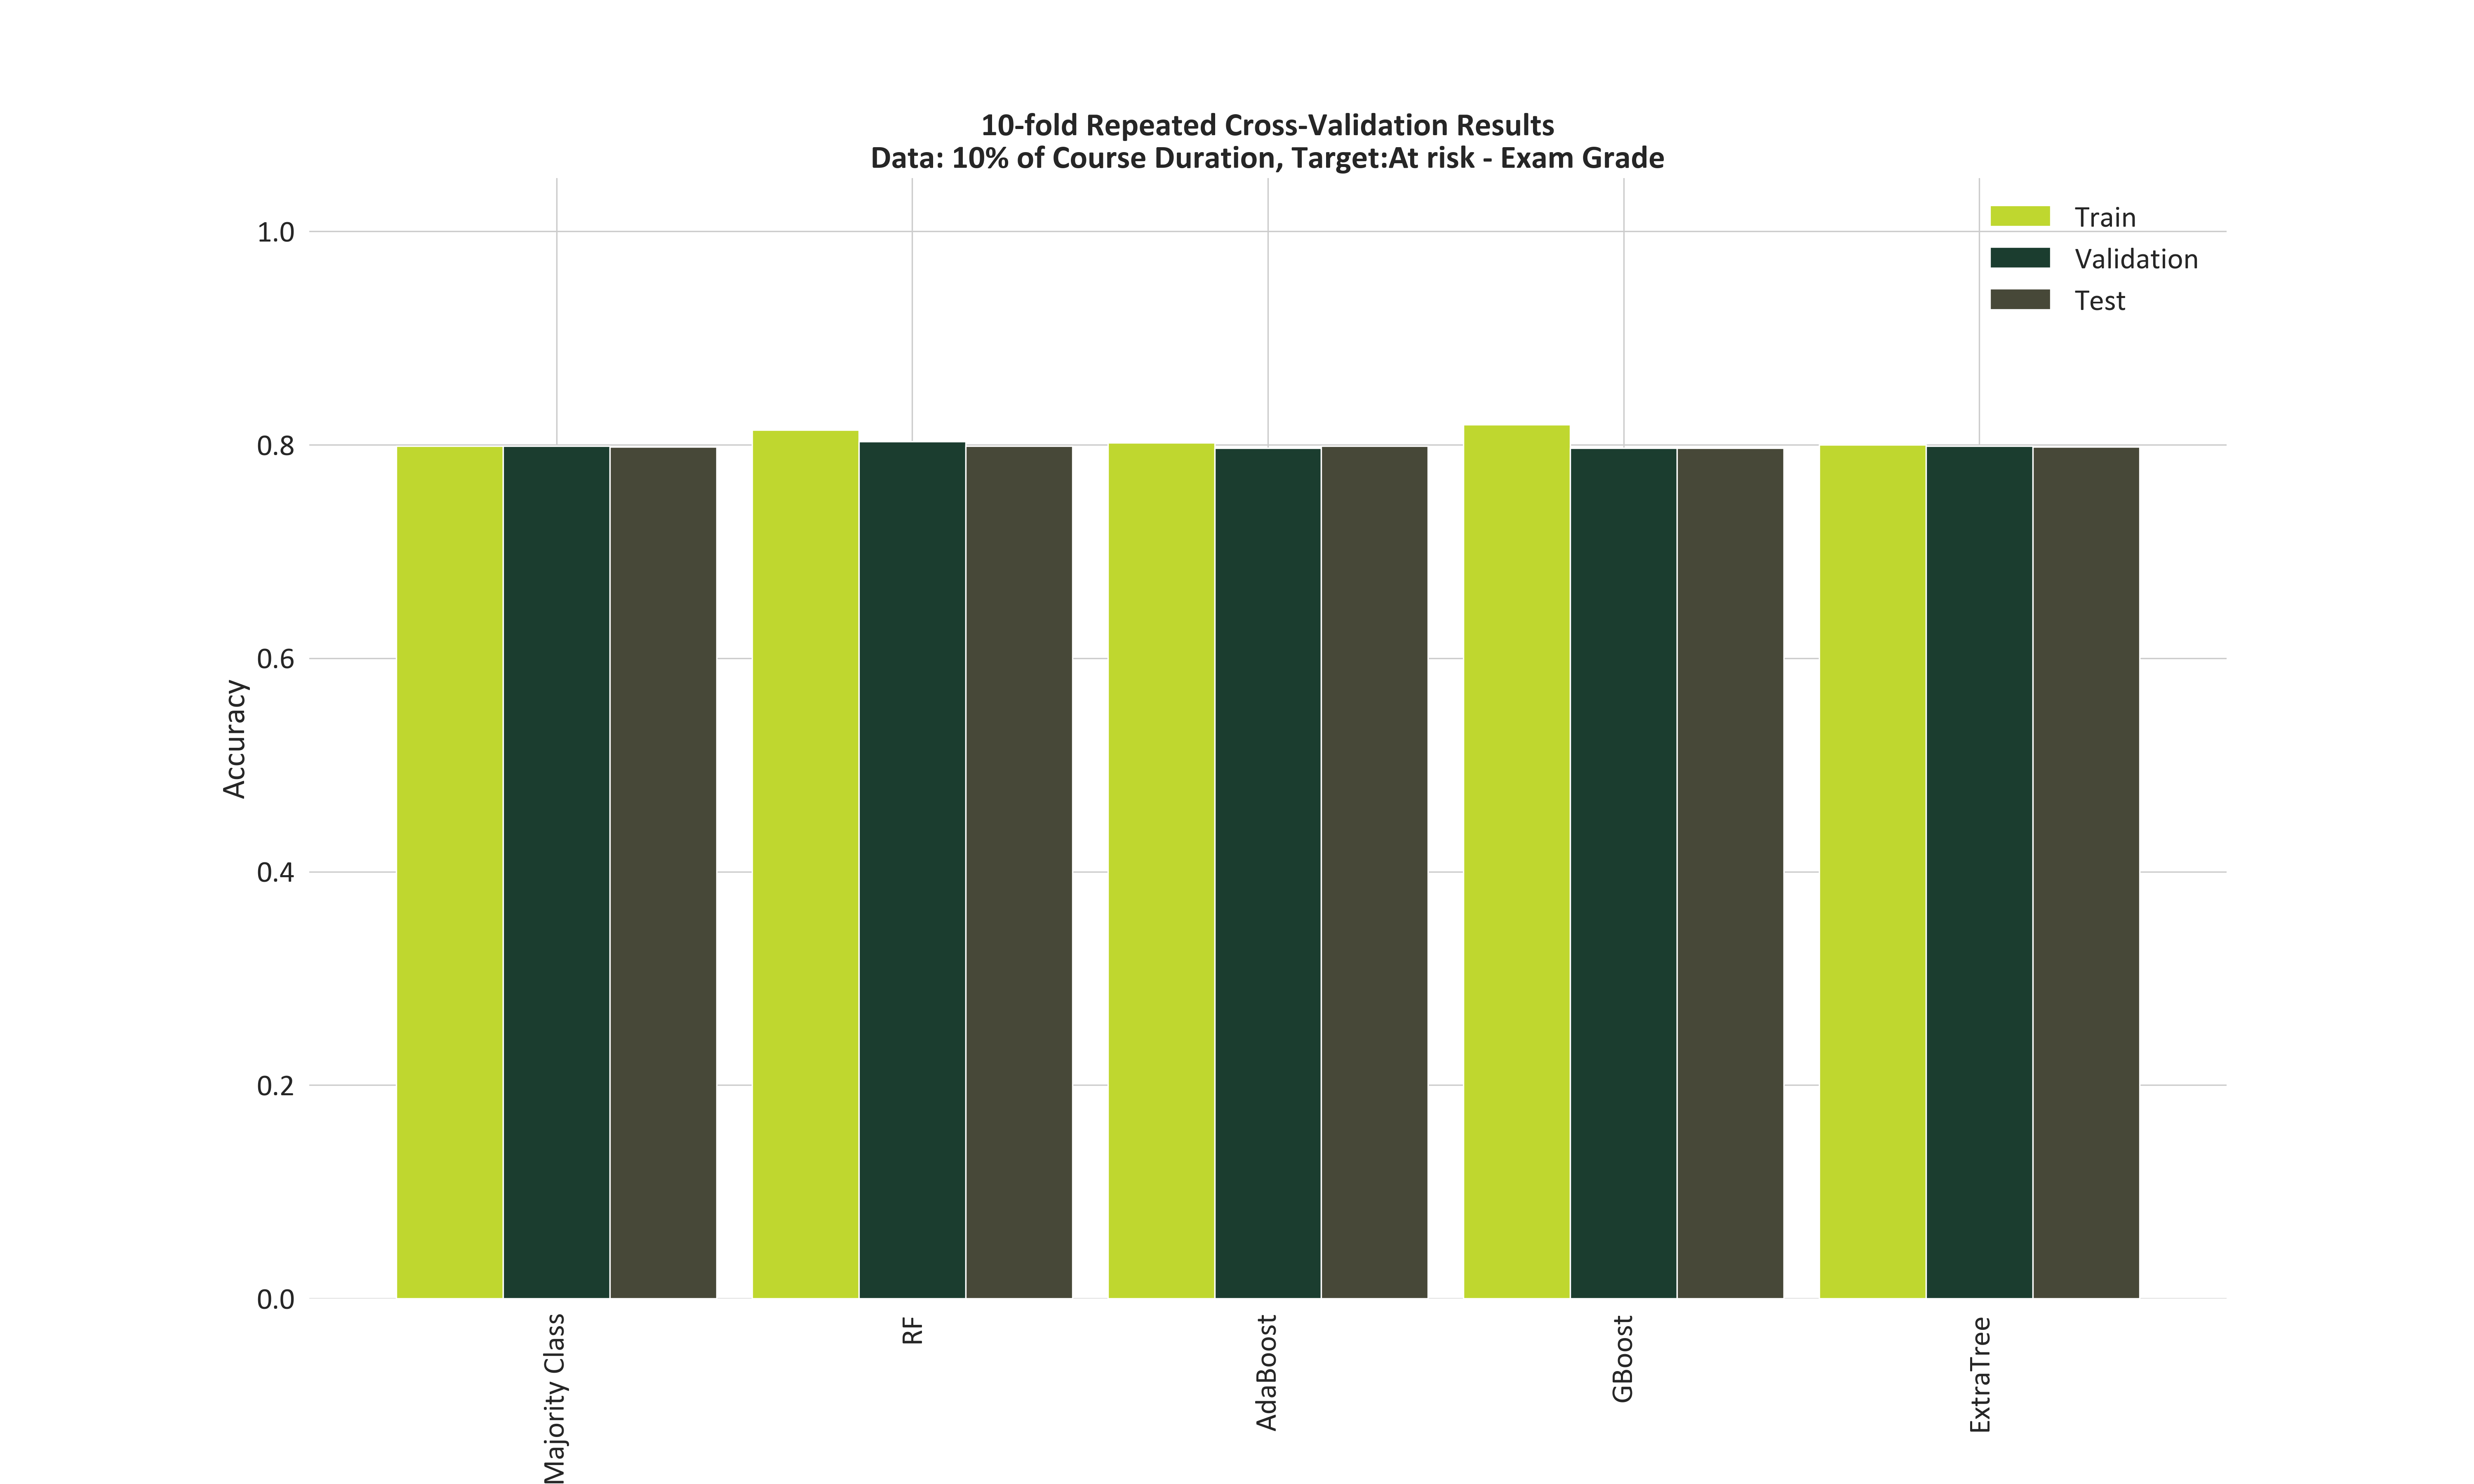 10-fold Repeated Cross-Validation Results
Data: 10% of Course Duration, Target:At risk - Exam Grade
Train
Validation
Test
1.0
0.8
0.6
0.4
0.2
0.0
Accuracy
Majority Class
RF
AdaBoost
GBoost
ExtraTree